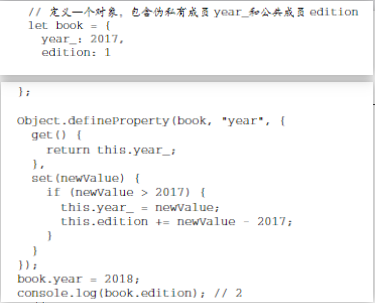 // 定义一个对象，包含伪私有成员 year_和公共成员 edition
let book = {
  year_: 2017,
  edition: 1
};

Object.defineProperty(book, "year", {
  get() {
    return this.year_;
  },
  set(newValue) {
    if (newValue > 2017) {
      this.year_ = newValue;
      this.edition += newValue - 2017;
    }
  }
});
book.year = 2018;
console.log(book.edition); // 2